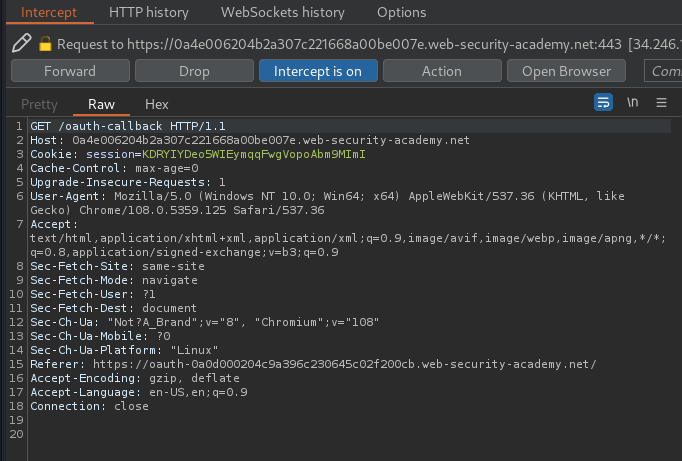 Intercept HTTP history WebSockets history Options
Request to https://0a4e006204b2a307c221668a00be007e.web-security-academy.net:443 [34.246.
Forward Drop Intercept is on Action Open Browser Com
Pretty Raw Hex \n
1 GET /oauth-callback HTTP/1.1
2 Host: 0a4e006204b2a307c221668a00be007e.web-security-academy.net
3 Cookie: session=KDRYIYDeo5WIEymqqFwgVopoAbm9MImI
4 Cache-Control: max-age=0
5 Upgrade-Insecure-Requests: 1
6 User-Agent: Mozilla/5.0 (Windows NT 10.0; Win64; x64) AppleWebKit/537.36 (KHTML, like
Gecko) Chrome/108.0.5359.125 Safari/537.36
7 Accept:
text/html,application/xhtml+xml,application/xml;q=0.9,image/avif,image/webp,image/apng,*/*;
q=0.8,application/signed-exchange;v=b3;q=0.9
8 Sec-Fetch-Site: same-site
9 Sec-Fetch-Mode: navigate
10 Sec-Fetch-User: ?1
11 Sec-Fetch-Dest: document
12 Sec-Ch-Ua: "Not?A_Brand";v="8", "Chromium";v="108"
13 Sec-Ch-Ua-Mobile: ?0
14 Sec-Ch-Ua-Platform: "Linux"
15 Referer: https://oauth-0a0d000204c9a396c230645c02f200cb.web-security-academy.net/
16 Accept-Encoding: gzip, deflate
17 Accept-Language: en-US,en;q=0.9
18 Connection: close
19
20